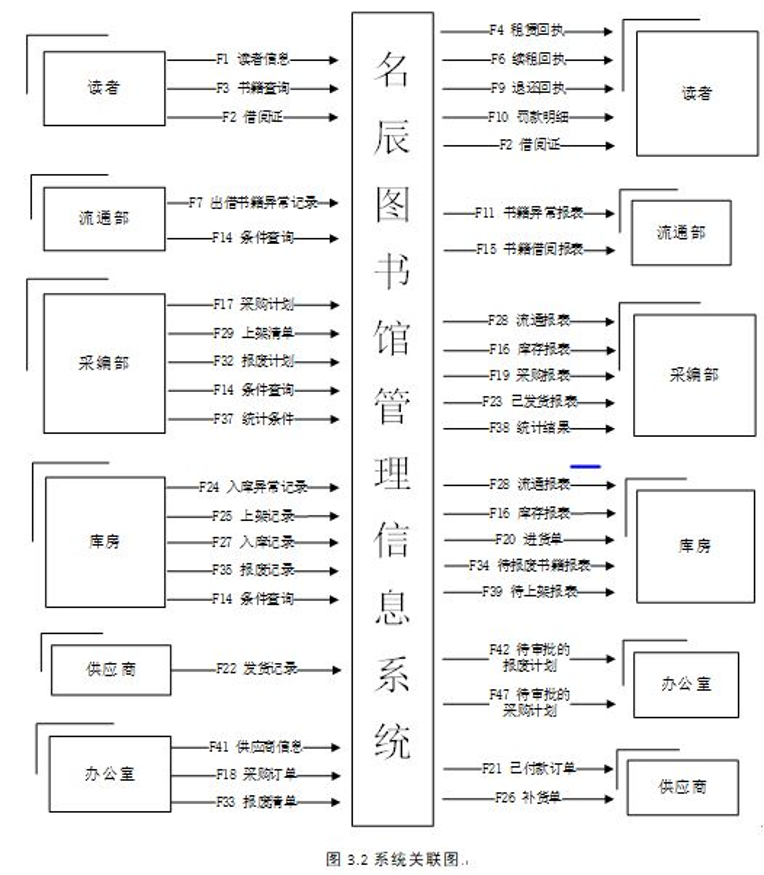 读者
F1 读者信息
F3 书籍查询
F2 借阅证
流通部
F7 出借书籍异常记录
F14 条件查询
采编部
F17 采购计划
F29 上架清单
F32 报废计划
F14 条件查询
F37 统计条件
库房
F24 入库异常记录
F25 上架记录
F27 入库记录
F35 报废记录
F14 条件查询
供应商
F22 发货记录
办公室
F41 供应商信息
F18 采购订单
F33 报废清单
名辰图书馆管理信息系统
F4 租赁回执
F6 续租回执
F9 退还回执
F10 罚款明细
F2 借阅证
读者
F11 书籍异常报表
F15 书籍借阅报表
流通部
F28 流通报表
F16 库存报表
F19 采购报表
F23 已发货报表
F38 统计结果
采编部
F28 流通报表
F16 库存报表
F20 进货单
F34 待报废书籍报表
F39 待上架报表
库房
F42 待审批的
报废计划
F47 待审批的
采购计划
办公室
F21 已付款订单
F26 补货单
供应商
图 3.2 系统关联图.